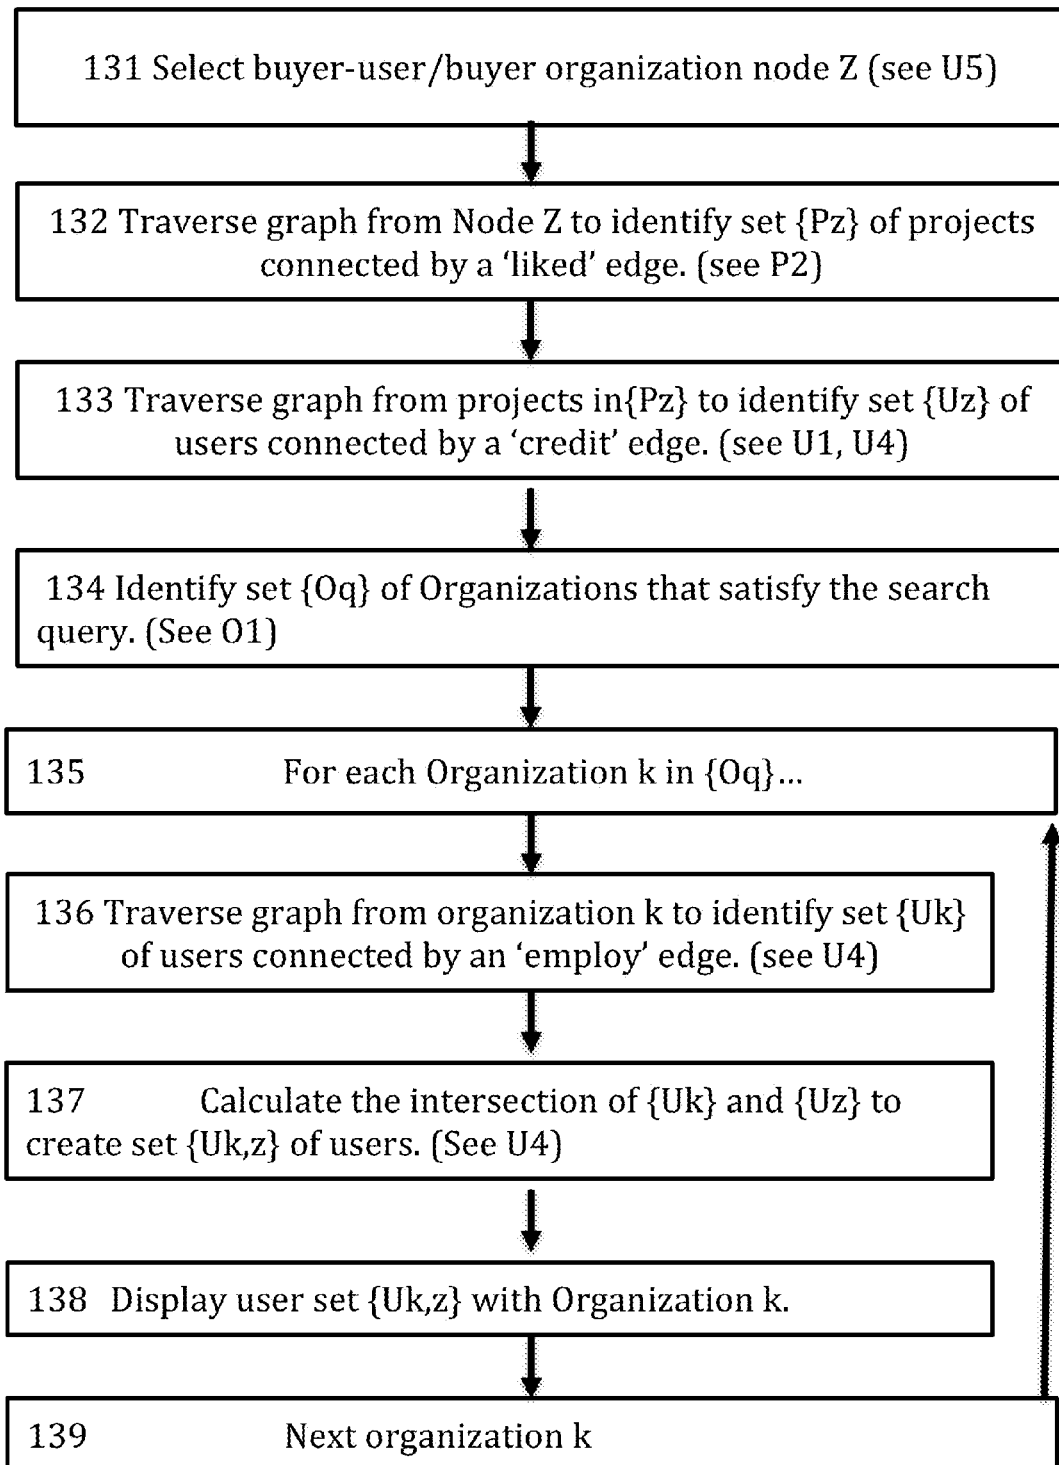 131 Select buyer-user/buyer organization node Z (see U5)
132 Traverse graph from Node Z to identify set {Pz} of projects
connected by a ‘liked’ edge. (see P2)
133 Traverse graph from projects in{Pz} to identify set {Uz} of
users connected by a ‘credit’ edge. (see U1, U4)
134 Identify set {Oq} of Organizations that satisfy the search
query. (See O1)
135 For each Organization k in {Oq}...
136 Traverse graph from organization k to identify set {Uk}
of users connected by an ‘employ’ edge. (see U4)
137 Calculate the intersection of {Uk} and {Uz} to
create set {Uk,z} of users. (See U4)
138 Display user set {Uk,z} with Organization k.
139 Next organization k